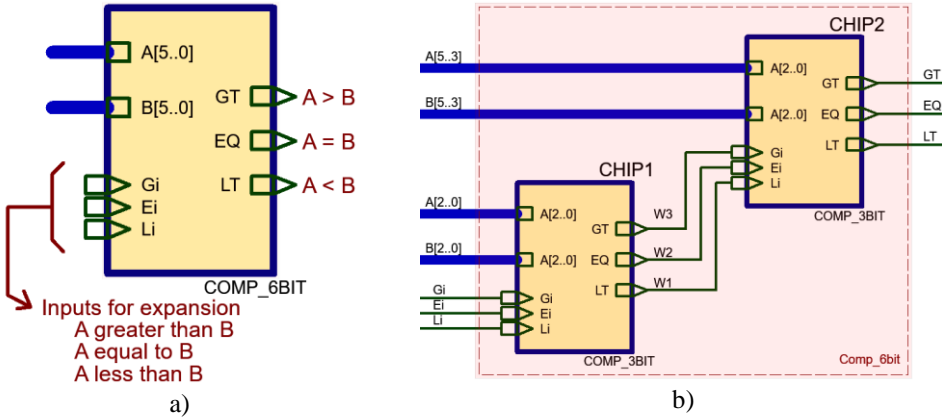 A[5..0]
B[5..0]
GT
A > B
EQ
A = B
LT
A < B
Gi
Ei
Li
COMP_6BIT
Inputs for expansion
A greater than B
A equal to B
A less than B
a)
CHIP2
A[5..3]
A[2..0]
GT
GT
B[5..3]
A[2..0]
EQ
EQ
LT
LT
Gi
Ei
Li
COMP_3BIT
CHIP1
A[2..0]
A[2..0]
GT
W3
B[2..0]
A[2..0]
EQ
W2
LT
W1
Gi
Gi
Ei
Ei
Li
Li
COMP_3BIT
Comp_6bit
b)